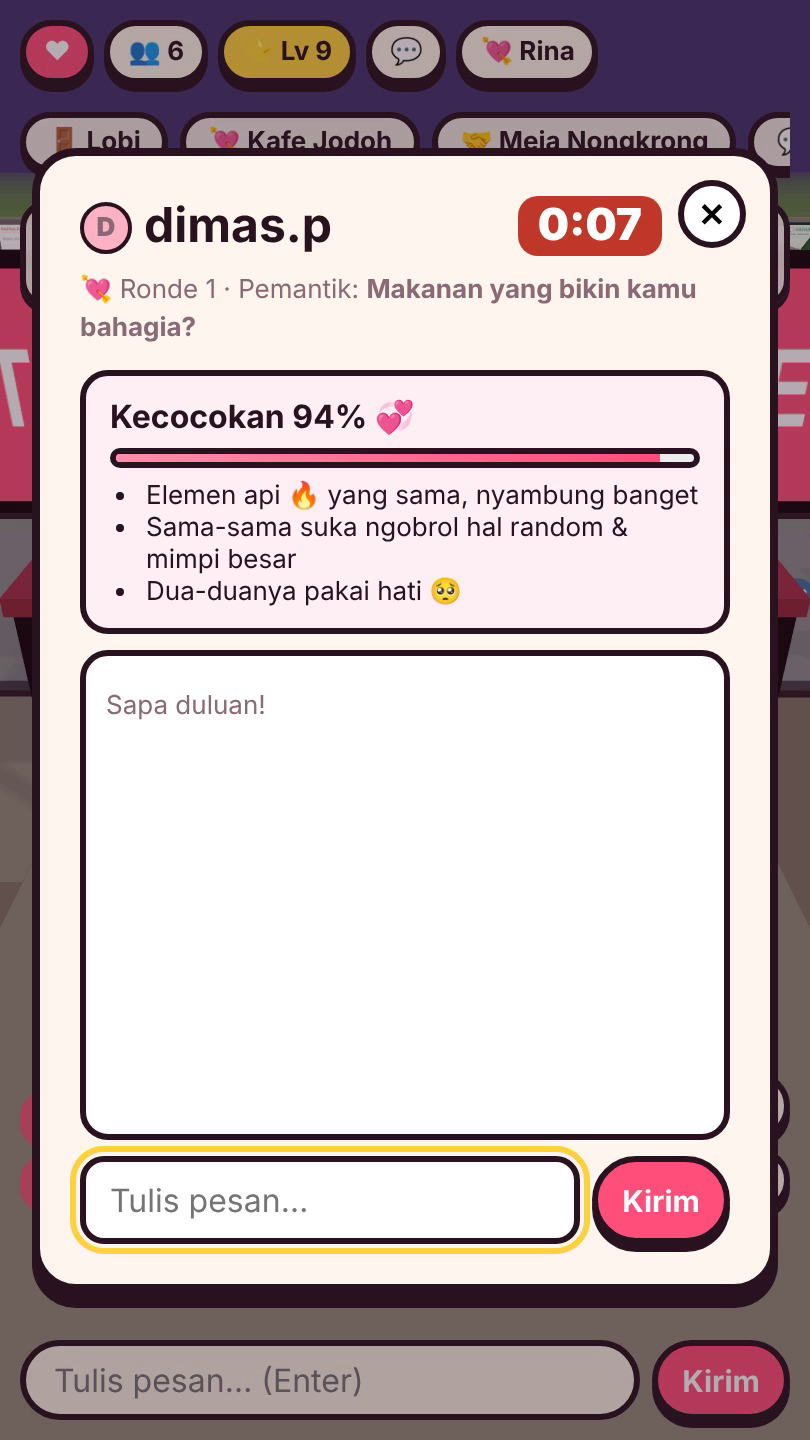 6
Lv 9
Rina
Lobi
Kafe Jodoh
Meja Nongkrong
D dimas.p
0:07
×
Ronde 1 · Pemantik: Makanan yang bikin kamu
bahagia?
Kecocokan 94%
• Elemen api 🔥 yang sama, nyambung banget
• Sama-sama suka ngobrol hal random &
mimpi besar
• Dua-duanya pakai hati 🥺
Sapa duluan!
Tulis pesan...
Kirim
Tulis pesan... (Enter)
Kirim